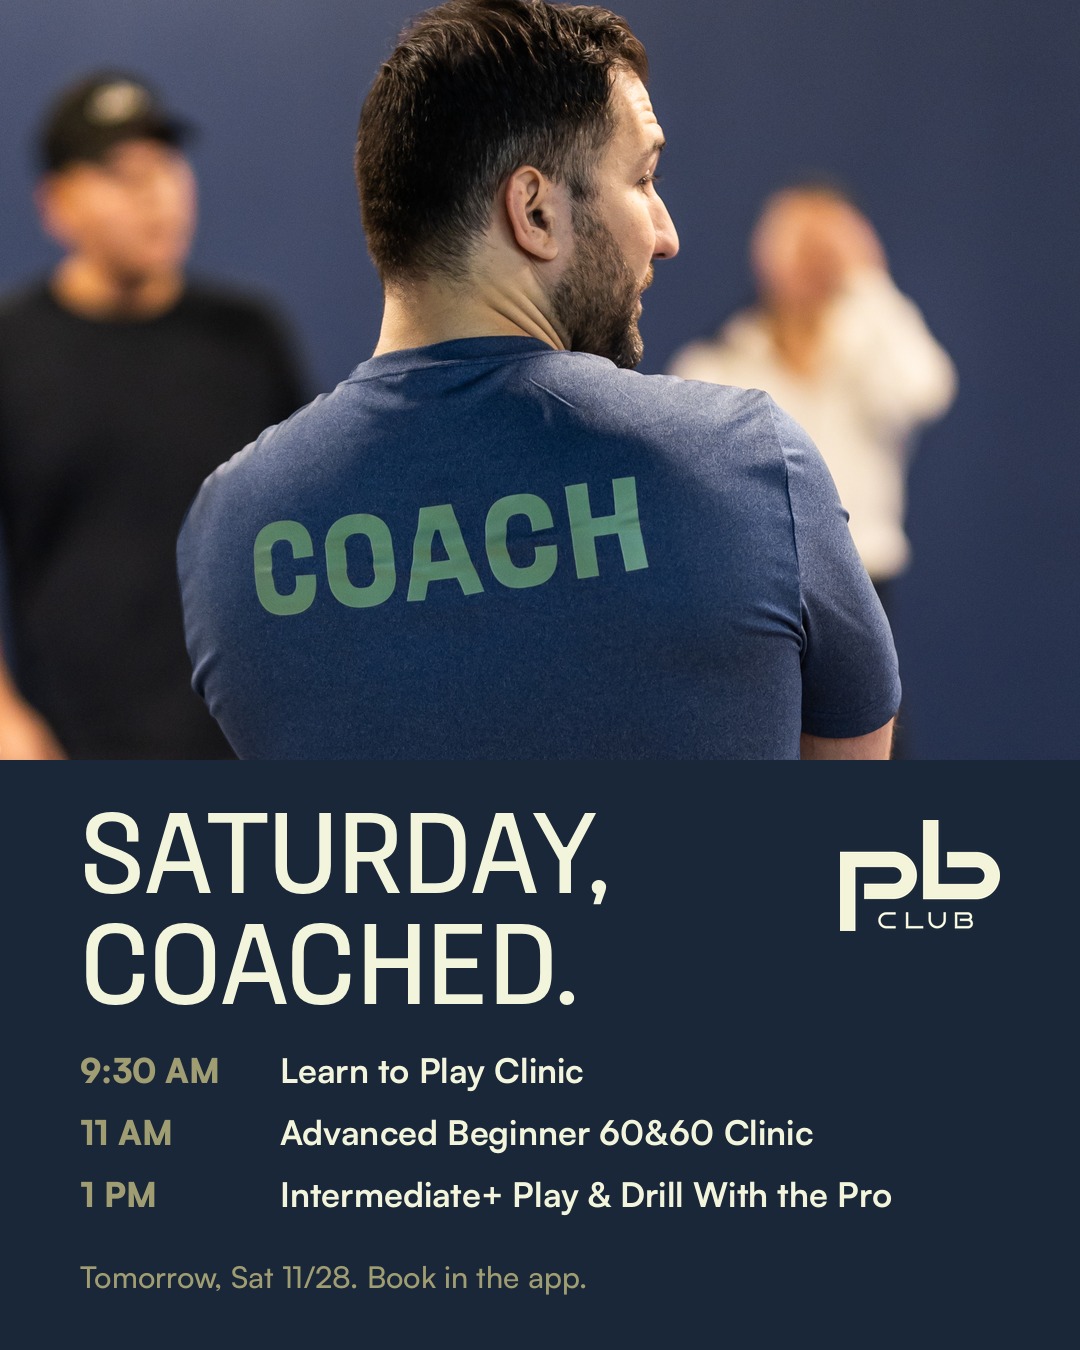 COACH
SATURDAY,
COACHED.
pb
CLUB
9:30 AM Learn to Play Clinic
11 AM Advanced Beginner 60&60 Clinic
1 PM Intermediate+ Play & Drill With the Pro
Tomorrow, Sat 11/28. Book in the app.